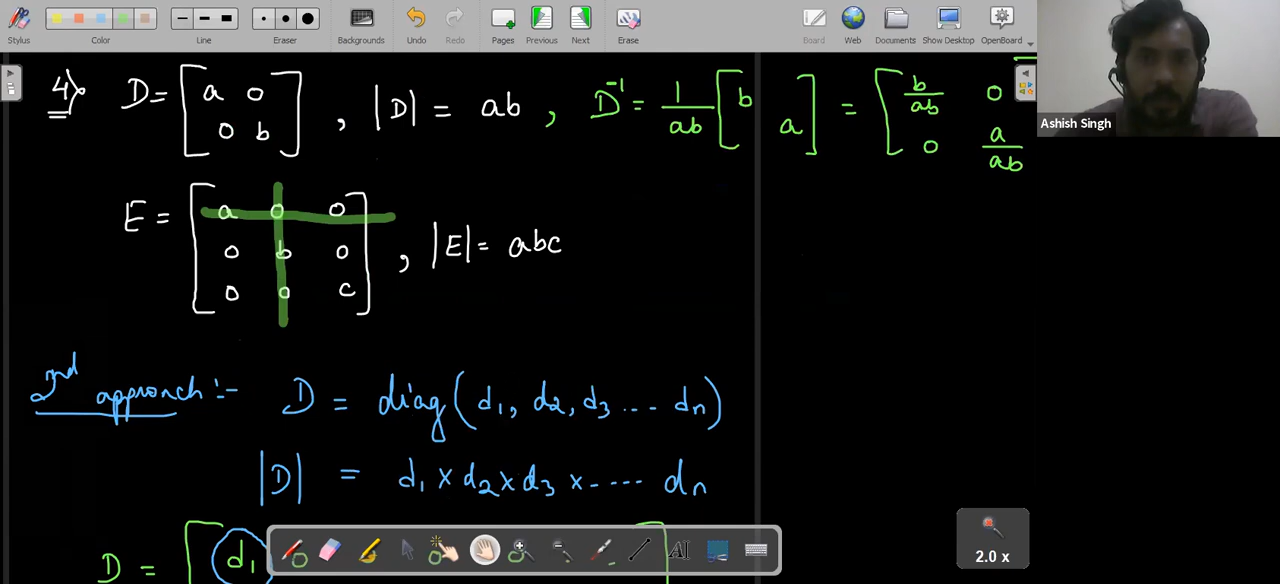 Stylus Color Line Eraser Backgrounds Undo Redo Pages Previous Next Erase Board Web Documents Show Desktop OpenBoard
Ashish Singh
4) D = [a 0 0 b], |D| = ab, D⁻¹ = 1/ab [b a] = [b/ab 0 0 a/ab
E = [a 0 0
0 b 0
0 0 c], |E| = abc
2nd approach :- D = diag(d₁, d₂, d₃ ... dn)
|D| = d₁ × d₂ × d₃ × ..... dn
D = [d₁
AI
2.0 x